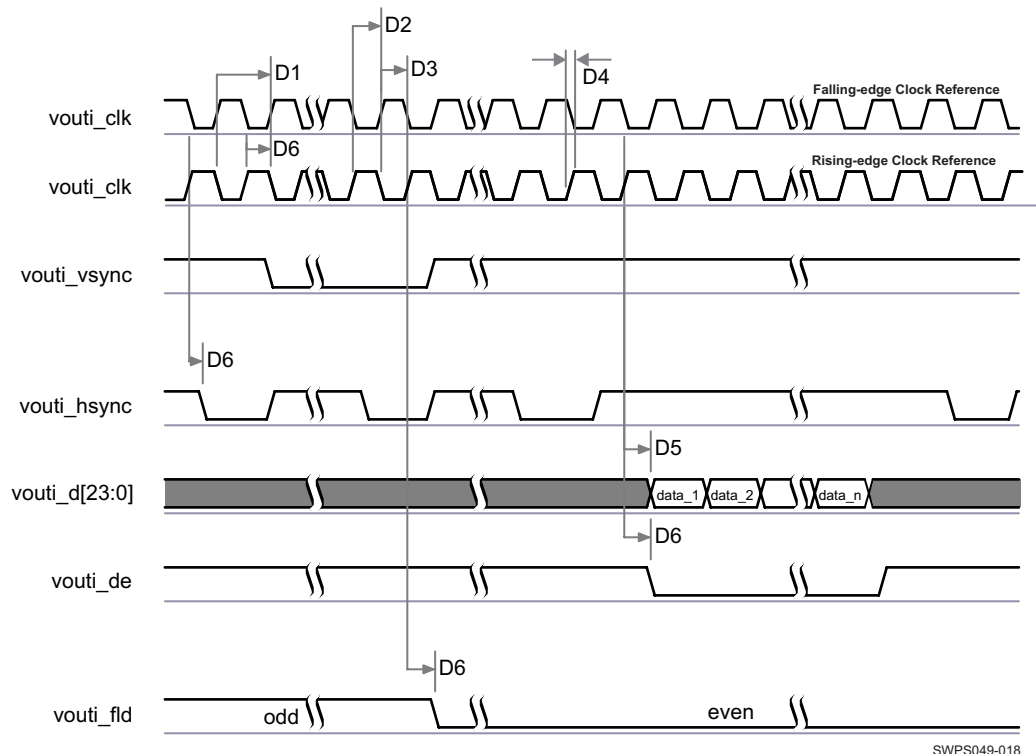 D2
D1
D3
D4
Falling-edge Clock Reference
vouti_clk
D6
Rising-edge Clock Reference
vouti_clk
vouti_vsync
D6
vouti_hsync
D5
vouti_d[23:0]
data_1 data_2 data_n
D6
vouti_de
D6
vouti_fld
odd
even
SWPS049-018